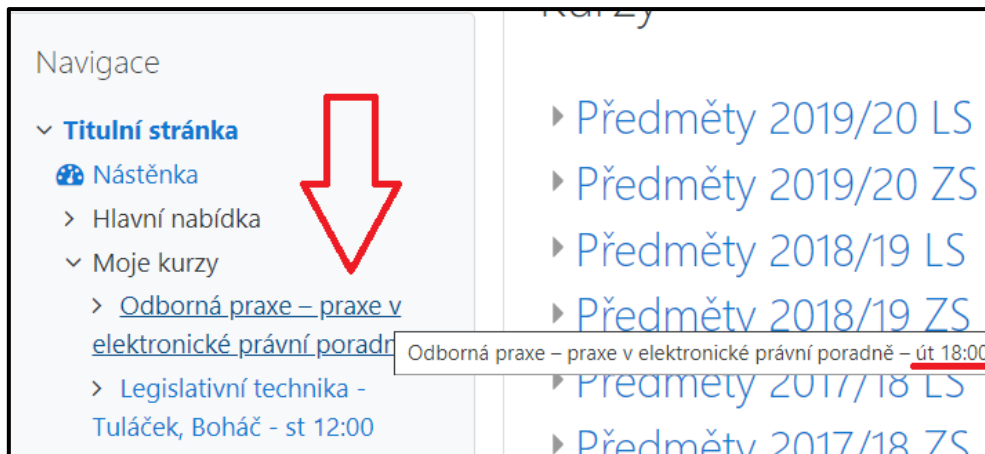 Navigace
Titulní stránka
Nástěnka
Hlavní nabídka
Moje kurzy
Odborná praxe – praxe v
elektronické právní poradn
Legislativní technika -
Tuláček, Boháč - st 12:00
Kurzy
Předměty 2019/20 LS
Předměty 2019/20 ZS
Předměty 2018/19 LS
Předměty 2018/19 ZS
Odborná praxe – praxe v elektronické právní poradně – út 18:00
Předměty 2017/18 LS
Předměty 2017/18 ZS